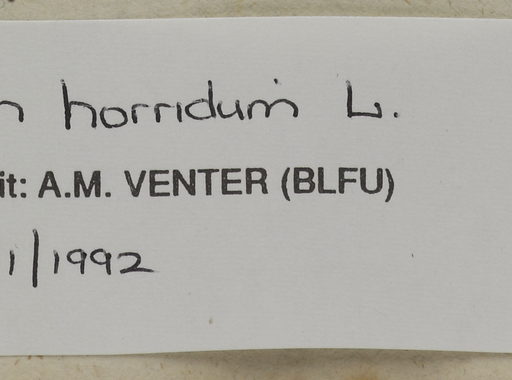 n horridum L.
it: A.M. VENTER (BLFU)
1/1992